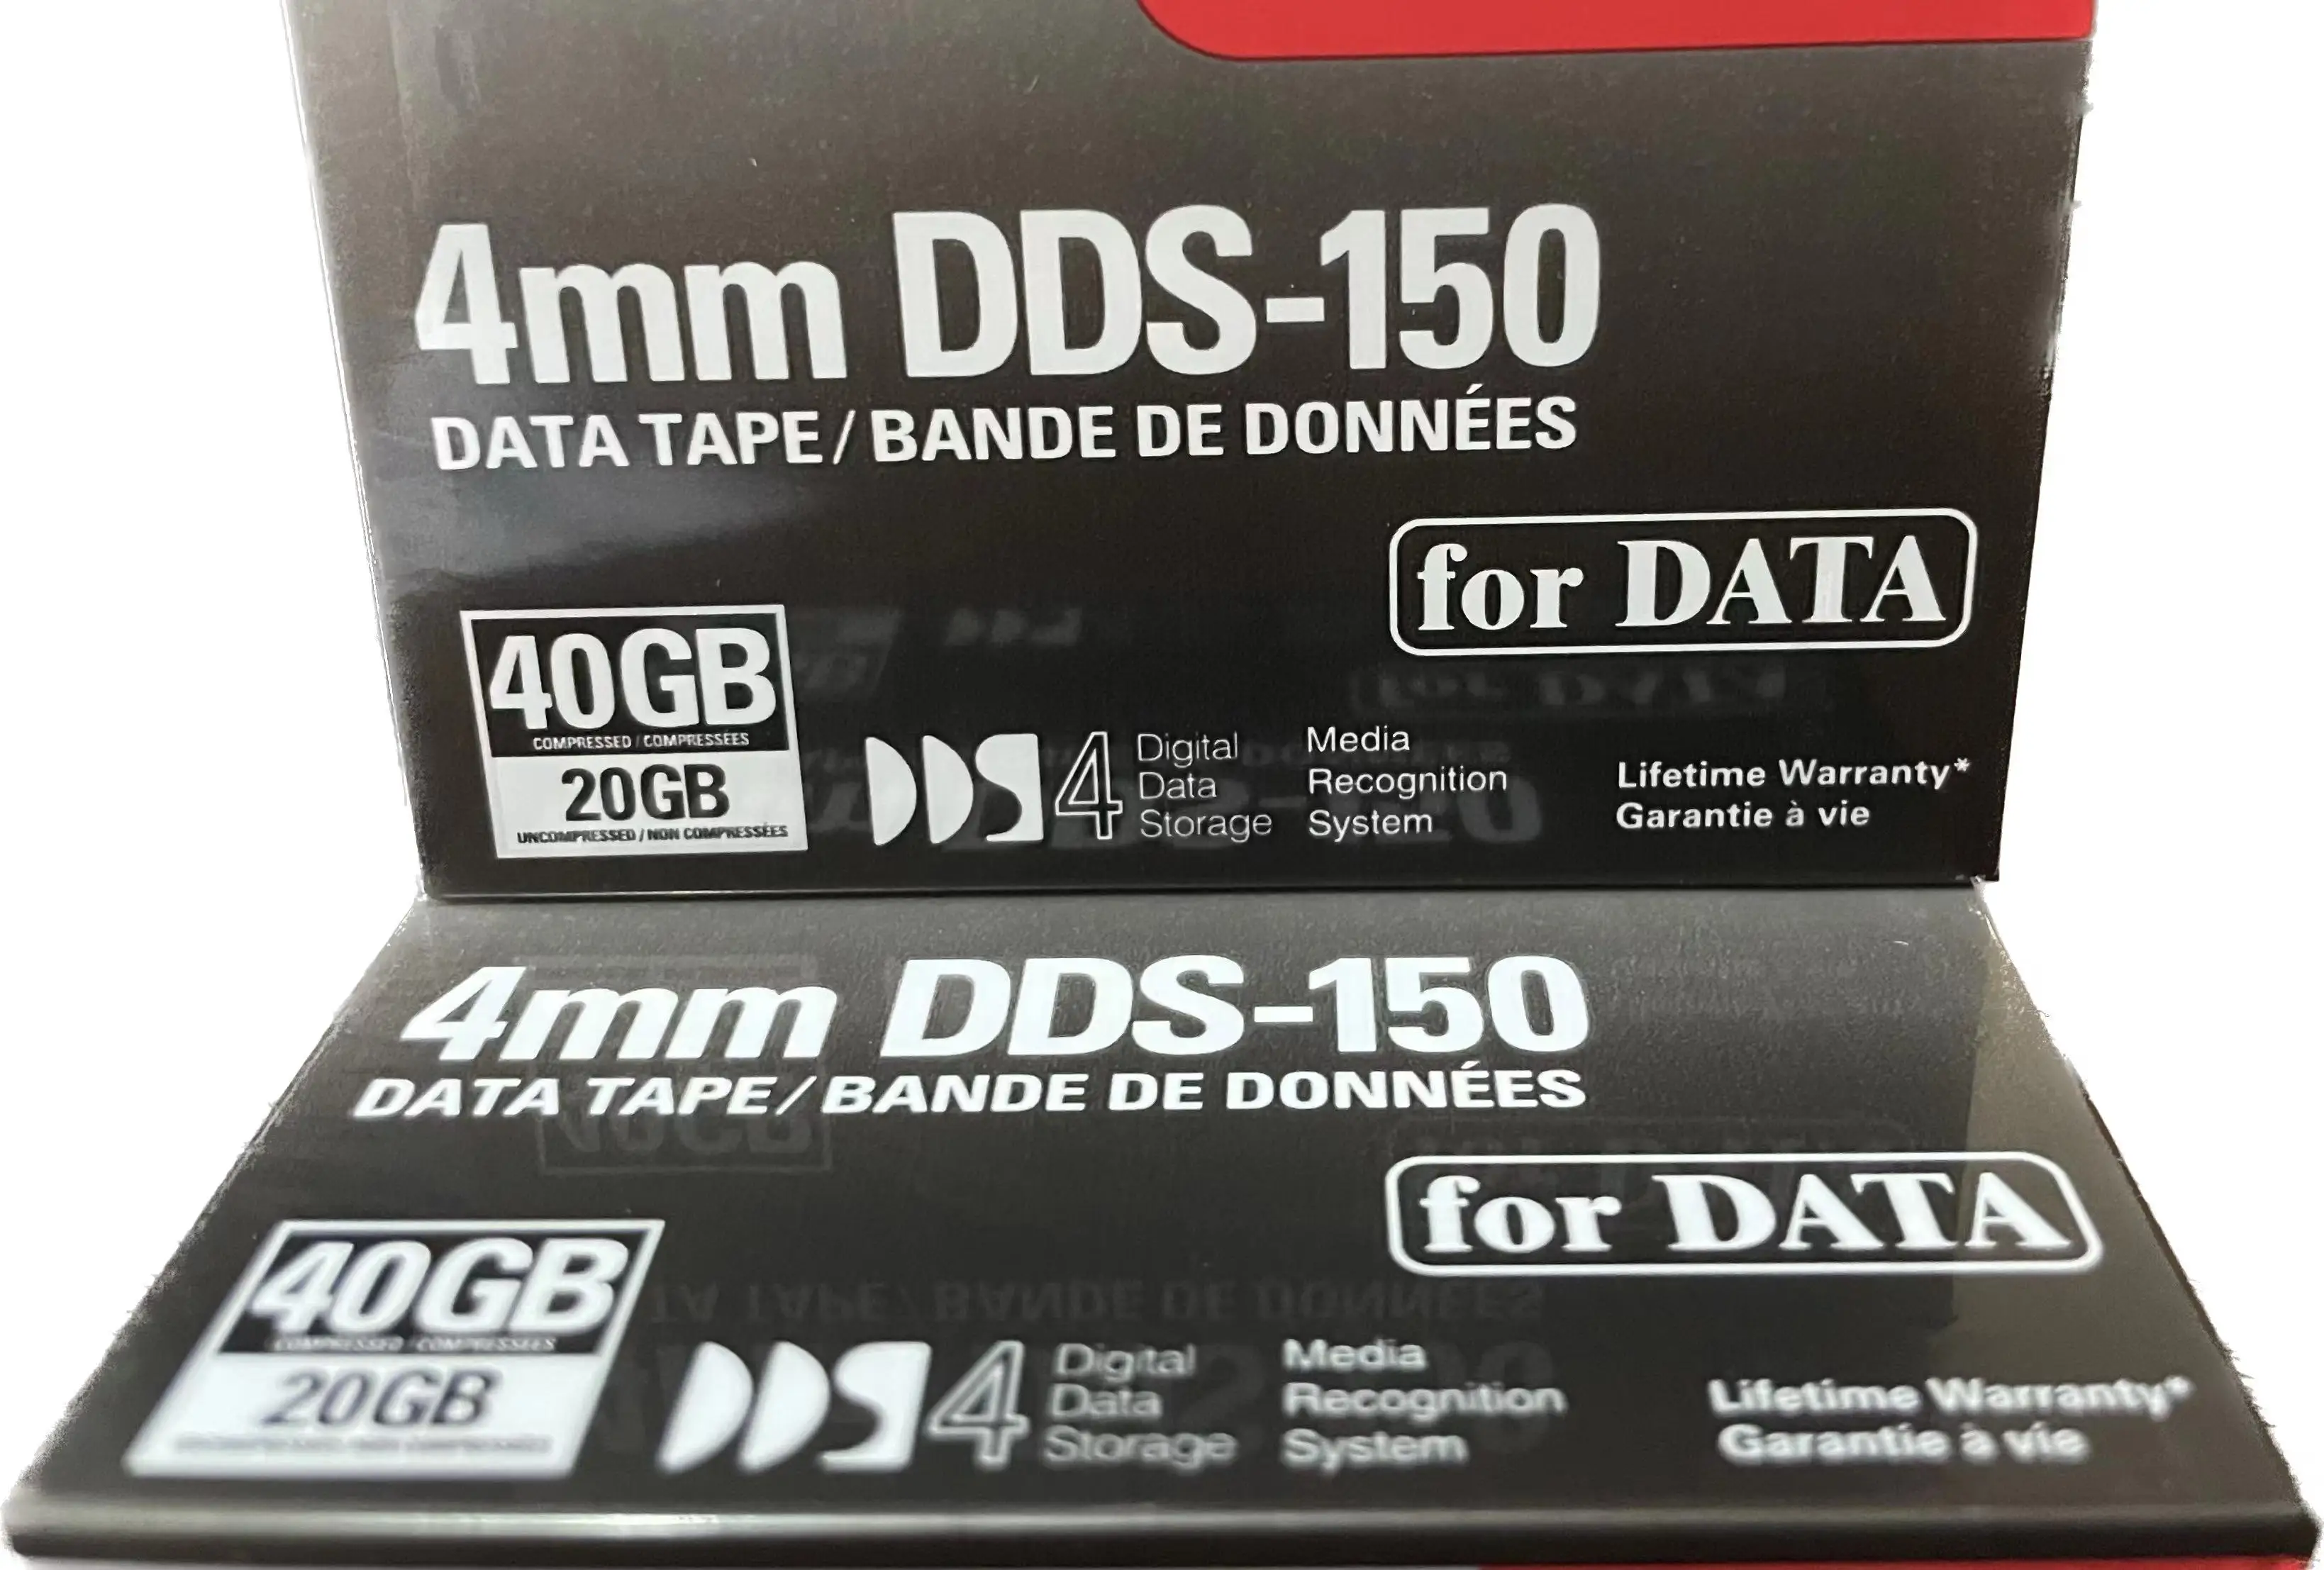 4mm DDS-150
DATA TAPE / BANDE DE DONNÉES
for DATA
40GB
COMPRESSED / COMPRESSÉES
20GB
UNCOMPRESSED / NON COMPRESSÉES
DDS 4
Digital
Data
Storage
Media
Recognition
System
Lifetime Warranty*
Garantie à vie
4mm DDS-150
DATA TAPE / BANDE DE DONNÉES
for DATA
40GB
COMPRESSED / COMPRESSÉES
20GB
DDS 4
Digital
Data
Storage
Media
Recognition
System
Lifetime Warranty*
Garantie à vie